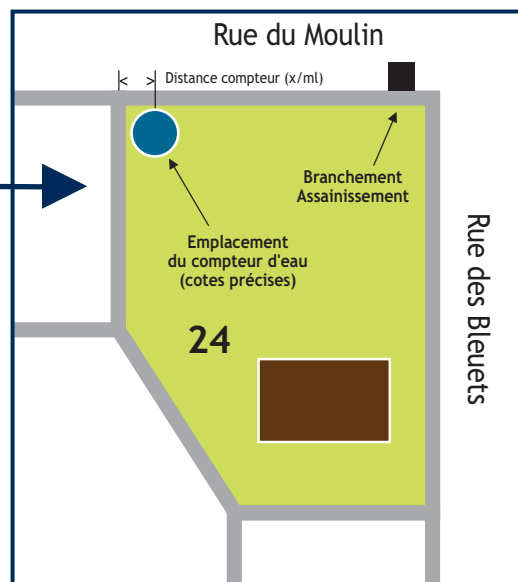 Rue du Moulin
Distance compteur (x/ml)
Branchement
Assainissement
Emplacement
du compteur d'eau
(cotes précises)
Rue des Bleuets
24